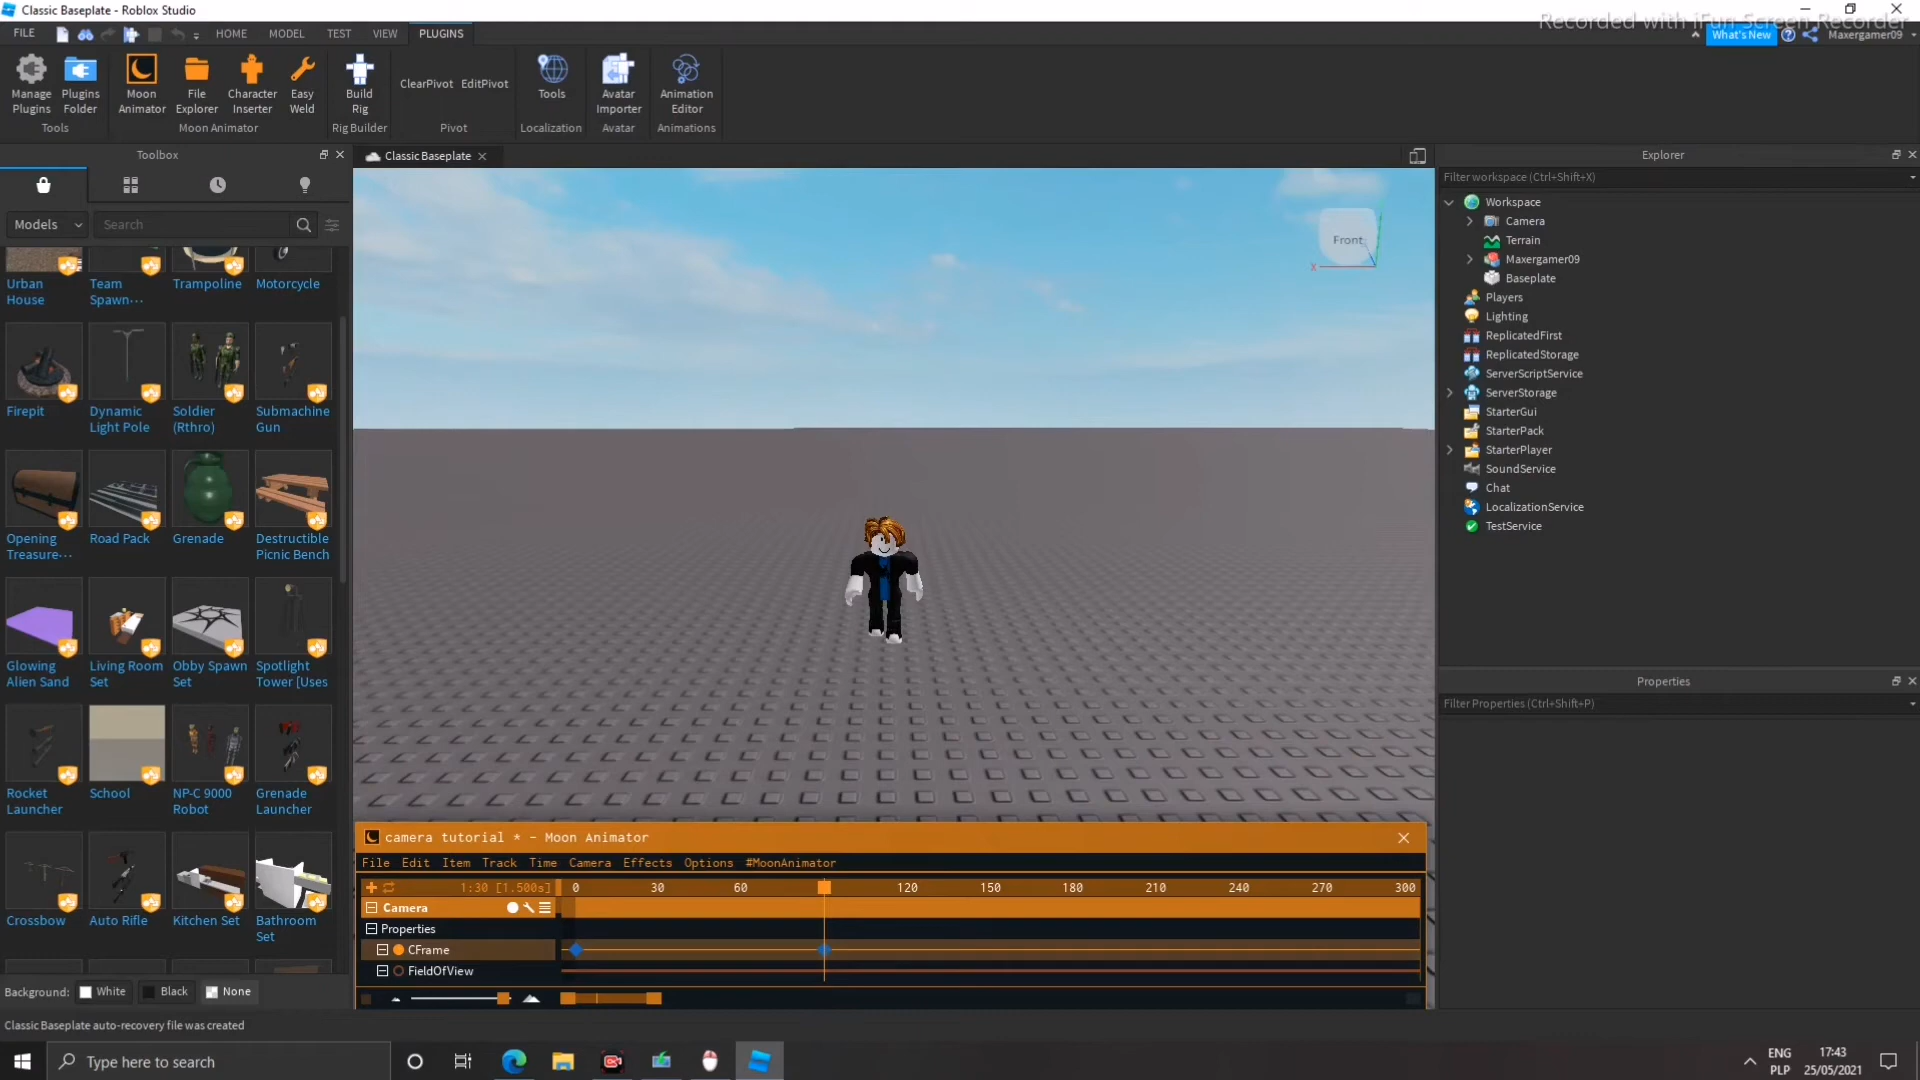 Classic Baseplate - Roblox Studio
Recorded with iFun Screen Recorder
FILE HOME MODEL TEST VIEW PLUGINS
What's New Maxergamer09
Manage Plugins
Plugins Folder
Moon Animator
File Explorer
Character Inserter
Easy Weld
Build Rig
ClearPivot EditPivot
Tools
Avatar Importer
Animation Editor
Tools Moon Animator Rig Builder Pivot Localization Avatar Animations
Toolbox
Models Search
Urban House
Team Spawn...
Trampoline
Motorcycle
Firepit
Dynamic Light Pole
Soldier (Rthro)
Submachine Gun
Opening Treasure...
Road Pack
Grenade
Destructible Picnic Bench
Glowing Alien Sand
Living Room Set
Obby Spawn Set
Spotlight Tower [Uses
Rocket Launcher
School
NP-C 9000 Robot
Grenade Launcher
Crossbow
Auto Rifle
Kitchen Set
Bathroom Set
Background: White Black None
Classic Baseplate
Front
X
camera tutorial * - Moon Animator
File Edit Item Track Time Camera Effects Options #MoonAnimator
1:30 [1.500s] 0 30 60 120 150 180 210 240 270 300
Camera
Properties
CFrame
FieldOfView
Explorer
Filter workspace (Ctrl+Shift+X)
Workspace
Camera
Terrain
Maxergamer09
Baseplate
Players
Lighting
ReplicatedFirst
ReplicatedStorage
ServerScriptService
ServerStorage
StarterGui
StarterPack
StarterPlayer
SoundService
Chat
LocalizationService
TestService
Properties
Filter Properties (Ctrl+Shift+P)
Classic Baseplate auto-recovery file was created
Type here to search
ENG
PLP
17:43
25/05/2021